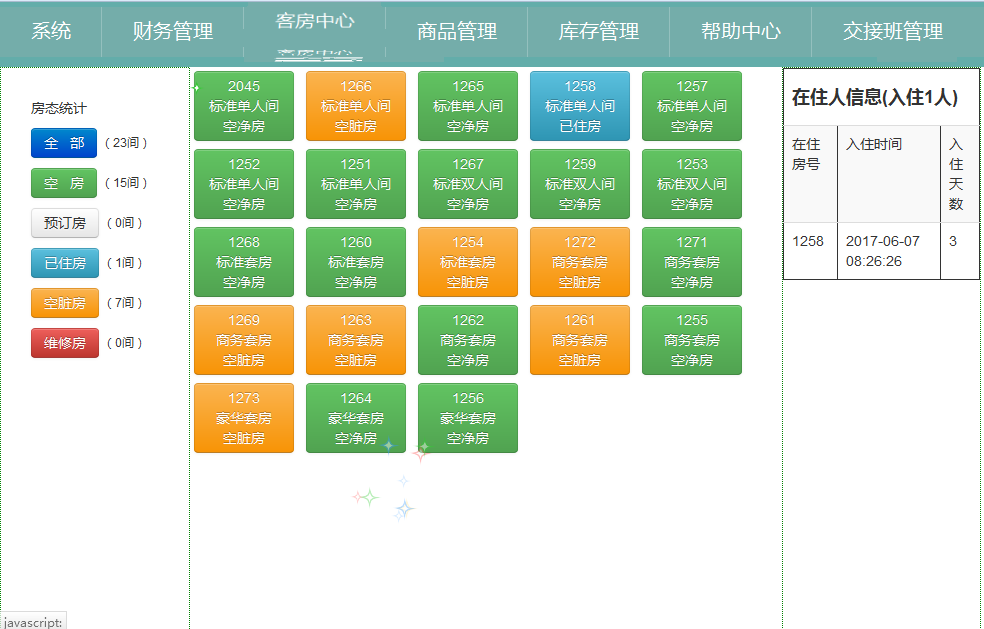 系统 财务管理 客房中心 商品管理 库存管理 帮助中心 交接班管理
房态统计
全 部 ( 23间 )
空 房 ( 15间 )
预订房 ( 0间 )
已住房 ( 1间 )
空脏房 ( 7间 )
维修房 ( 0间 )
2045
标准单人间
空净房
1266
标准单人间
空脏房
1265
标准单人间
空净房
1258
标准单人间
已住房
1257
标准单人间
空净房
1252
标准单人间
空净房
1251
标准单人间
空净房
1267
标准双人间
空净房
1259
标准双人间
空净房
1253
标准双人间
空净房
1268
标准套房
空净房
1260
标准套房
空净房
1254
标准套房
空脏房
1272
商务套房
空脏房
1271
商务套房
空净房
1269
商务套房
空脏房
1263
商务套房
空脏房
1262
商务套房
空净房
1261
商务套房
空脏房
1255
商务套房
空净房
1273
豪华套房
空脏房
1264
豪华套房
空净房
1256
豪华套房
空净房
在住人信息(入住1人)
在住
房号
入住时间
入
住
天
数
1258
2017-06-07
08:26:26
3
javascript: